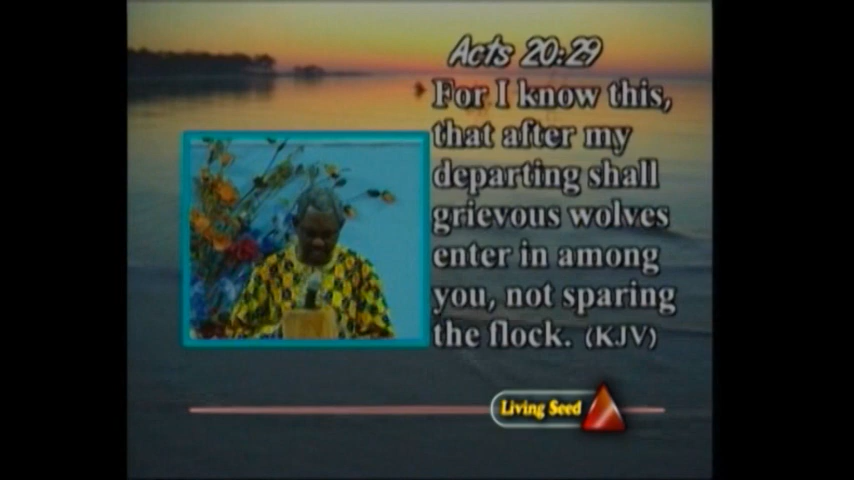 Acts 20:29
For I know this,
that after my
departing shall
grievous wolves
enter in among
you, not sparing
the flock. (KJV)
Living Seed